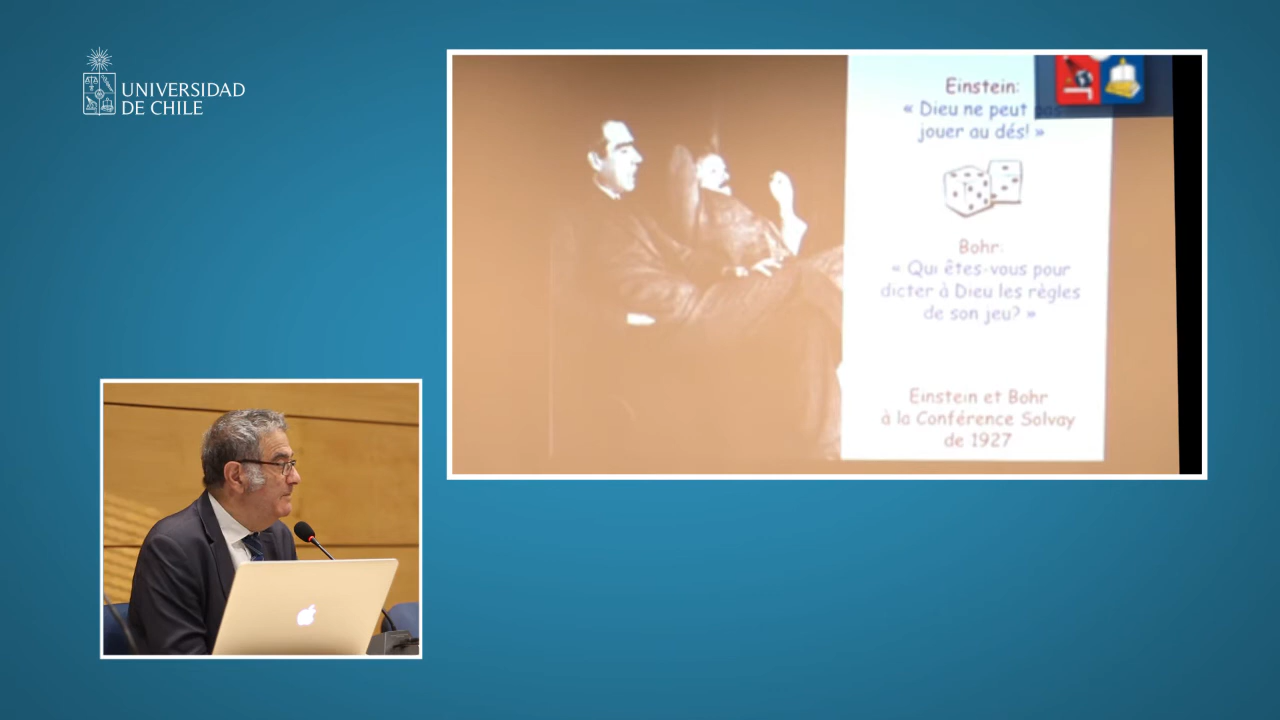 UNIVERSIDAD
DE CHILE
Einstein:
« Dieu ne peut pas
jouer au dés! »
Bohr:
« Qui êtes-vous pour
dicter à Dieu les règles
de son jeu? »
Einstein et Bohr
à la Conférence Solvay
de 1927